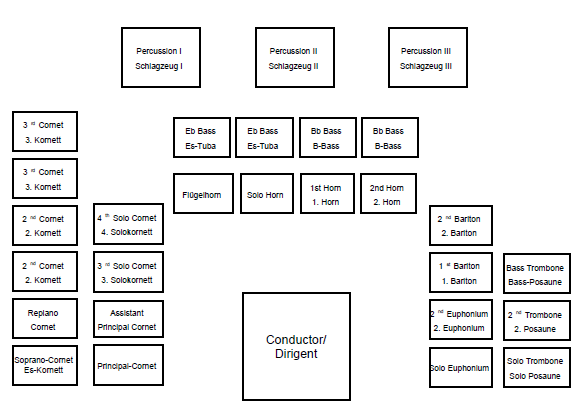 Percussion I
Schlagzeug I
Percussion II
Schlagzeug II
Percussion III
Schlagzeug III
3 rd Cornet
3. Kornett
Eb Bass
Es-Tuba
Eb Bass
Es-Tuba
Bb Bass
B-Bass
Bb Bass
B-Bass
3 rd Cornet
3. Kornett
Flügelhorn
Solo Horn
1st Horn
1. Horn
2nd Horn
2. Horn
2 nd Cornet
2. Kornett
4 th Solo Cornet
4. Solokornett
2 nd Bariton
2. Bariton
2 nd Cornet
2. Kornett
3 rd Solo Cornet
3. Solokornett
1 st Bariton
1. Bariton
Bass Trombone
Bass-Posaune
Repiano
Cornet
Assistant
Principal Cornet
Conductor/
Dirigent
2 nd Euphonium
2. Euphonium
2 nd Trombone
2. Posaune
Soprano-Cornet
Es-Kornett
Principal-Cornet
Solo Euphonium
Solo Trombone
Solo Posaune